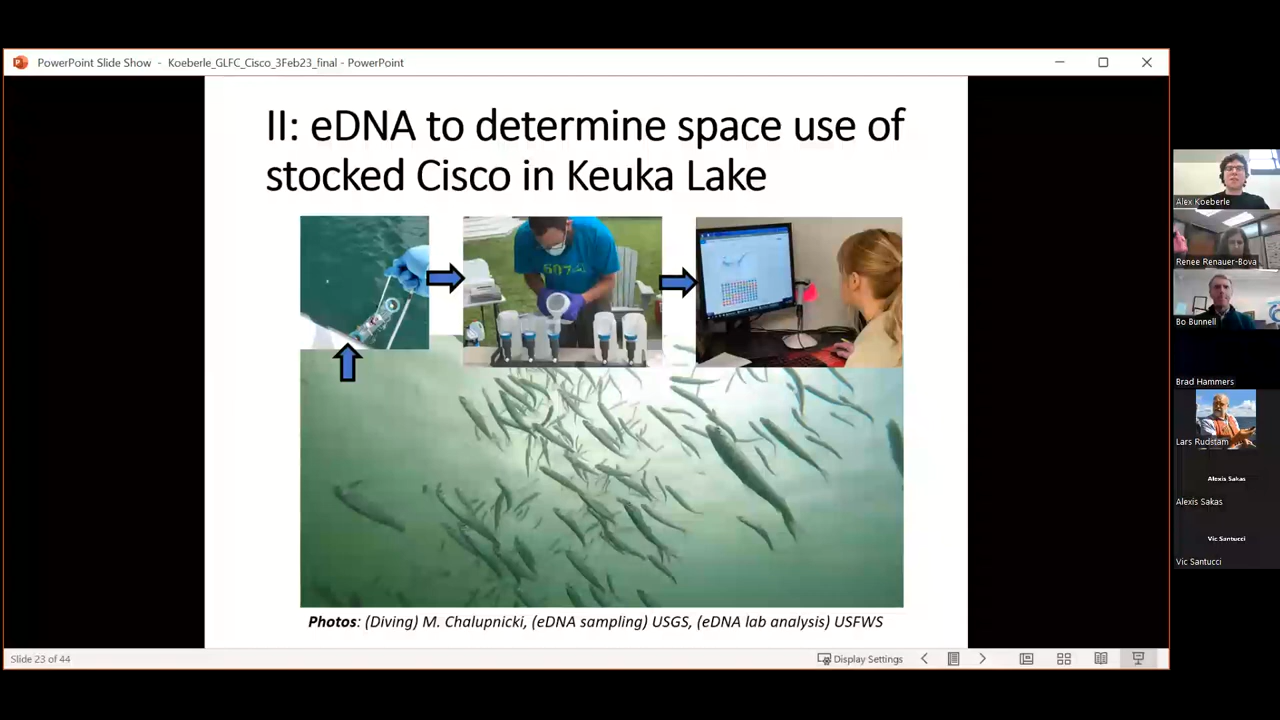 PowerPoint Slide Show - Koeberle_GLFC_Cisco_3Feb23_final - PowerPoint
II: eDNA to determine space use of
stocked Cisco in Keuka Lake
607
Photos: (Diving) M. Chalupnicki, (eDNA sampling) USGS, (eDNA lab analysis) USFWS
Slide 23 of 44
Display Settings
Alex Koeberle
Renee Renauer-Bova
Bo Bunnell
Brad Hammers
Lars Rudstam
Alexis Sakas
Alexis Sakas
Vic Santucci
Vic Santucci